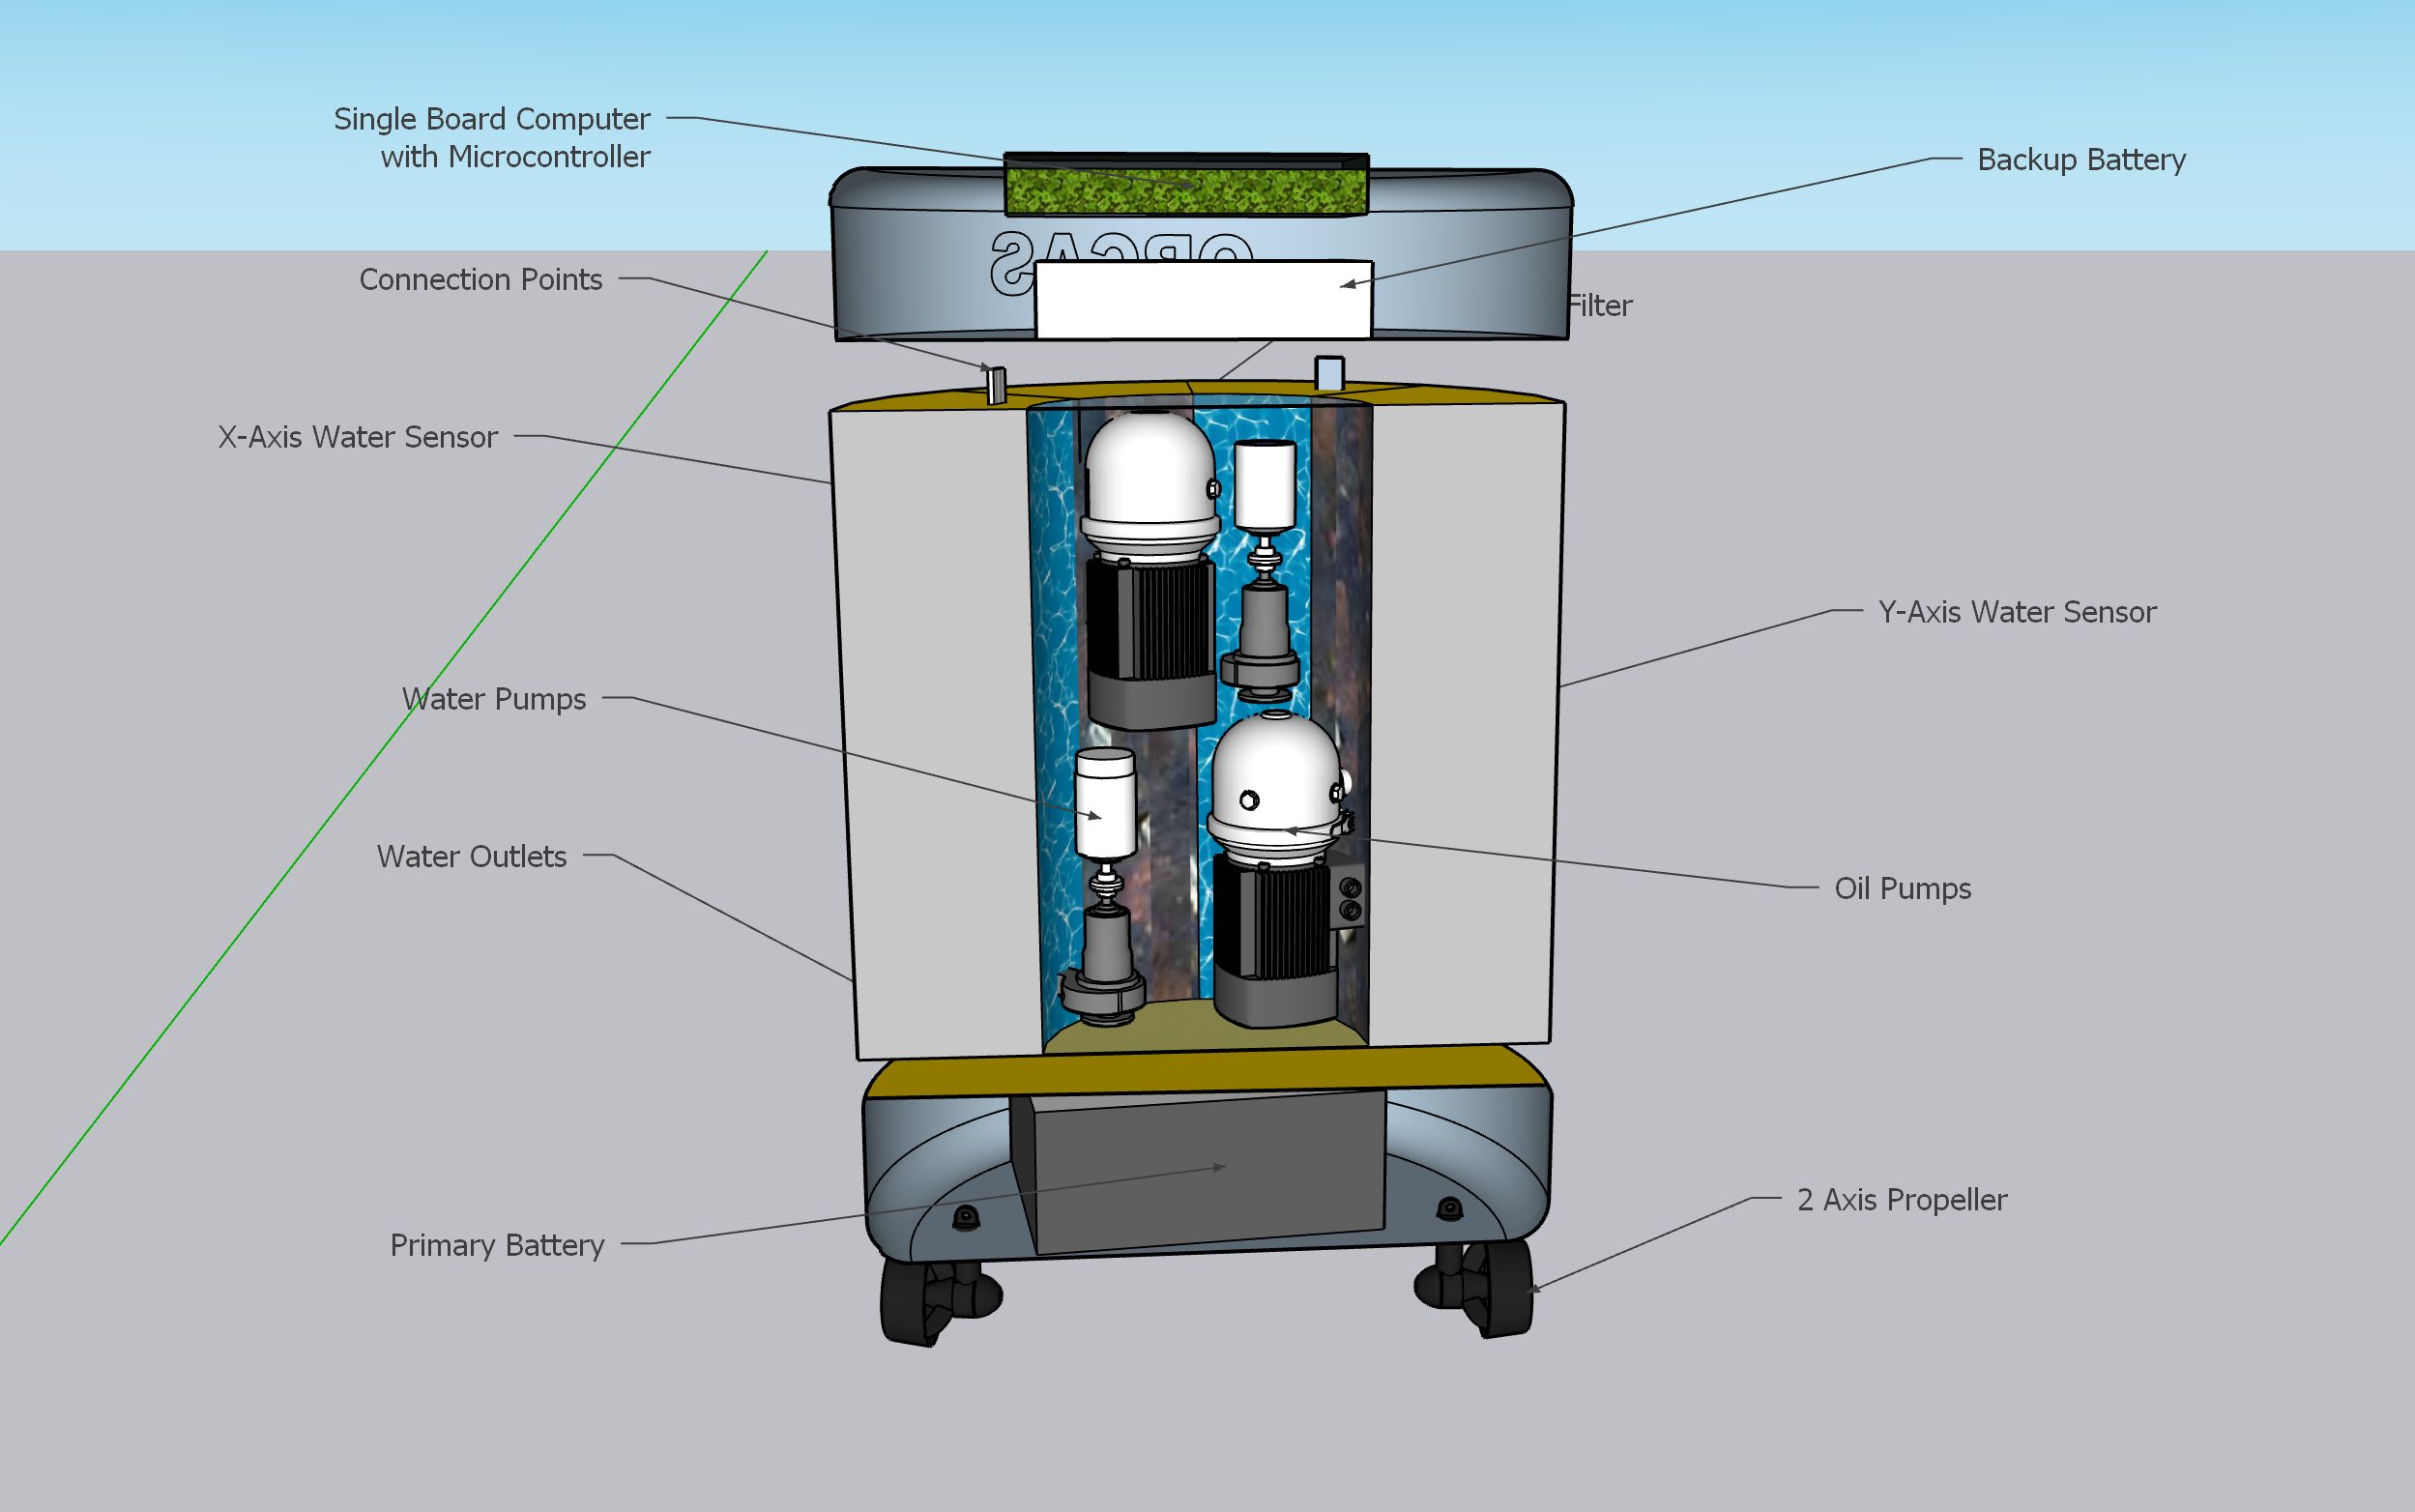 Single Board Computer
with Microcontroller
Backup Battery
ORCAS
Connection Points
Filter
X-Axis Water Sensor
Y-Axis Water Sensor
Water Pumps
Water Outlets
Oil Pumps
2 Axis Propeller
Primary Battery